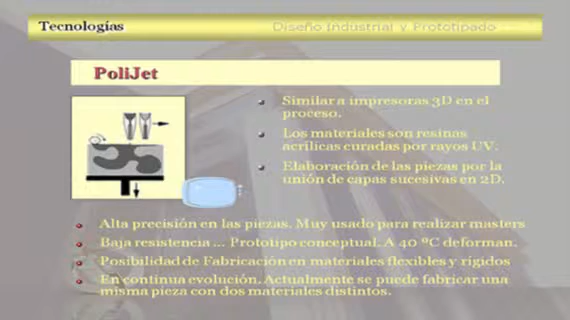 Tecnologías
Diseño Industrial y Prototipado
PoliJet
Similar a impresoras 3D en el
proceso.
Los materiales son resinas
acrílicas curadas por rayos UV.
Elaboración de las piezas por la
unión de capas sucesivas en 2D.
Alta precisión en las piezas. Muy usado para realizar masters
Baja resistencia ... Prototipo conceptual. A 40 ºC deforman.
Posibilidad de Fabricación en materiales flexibles y rígidos
En continua evolución. Actualmente se puede fabricar una
misma pieza con dos materiales distintos.